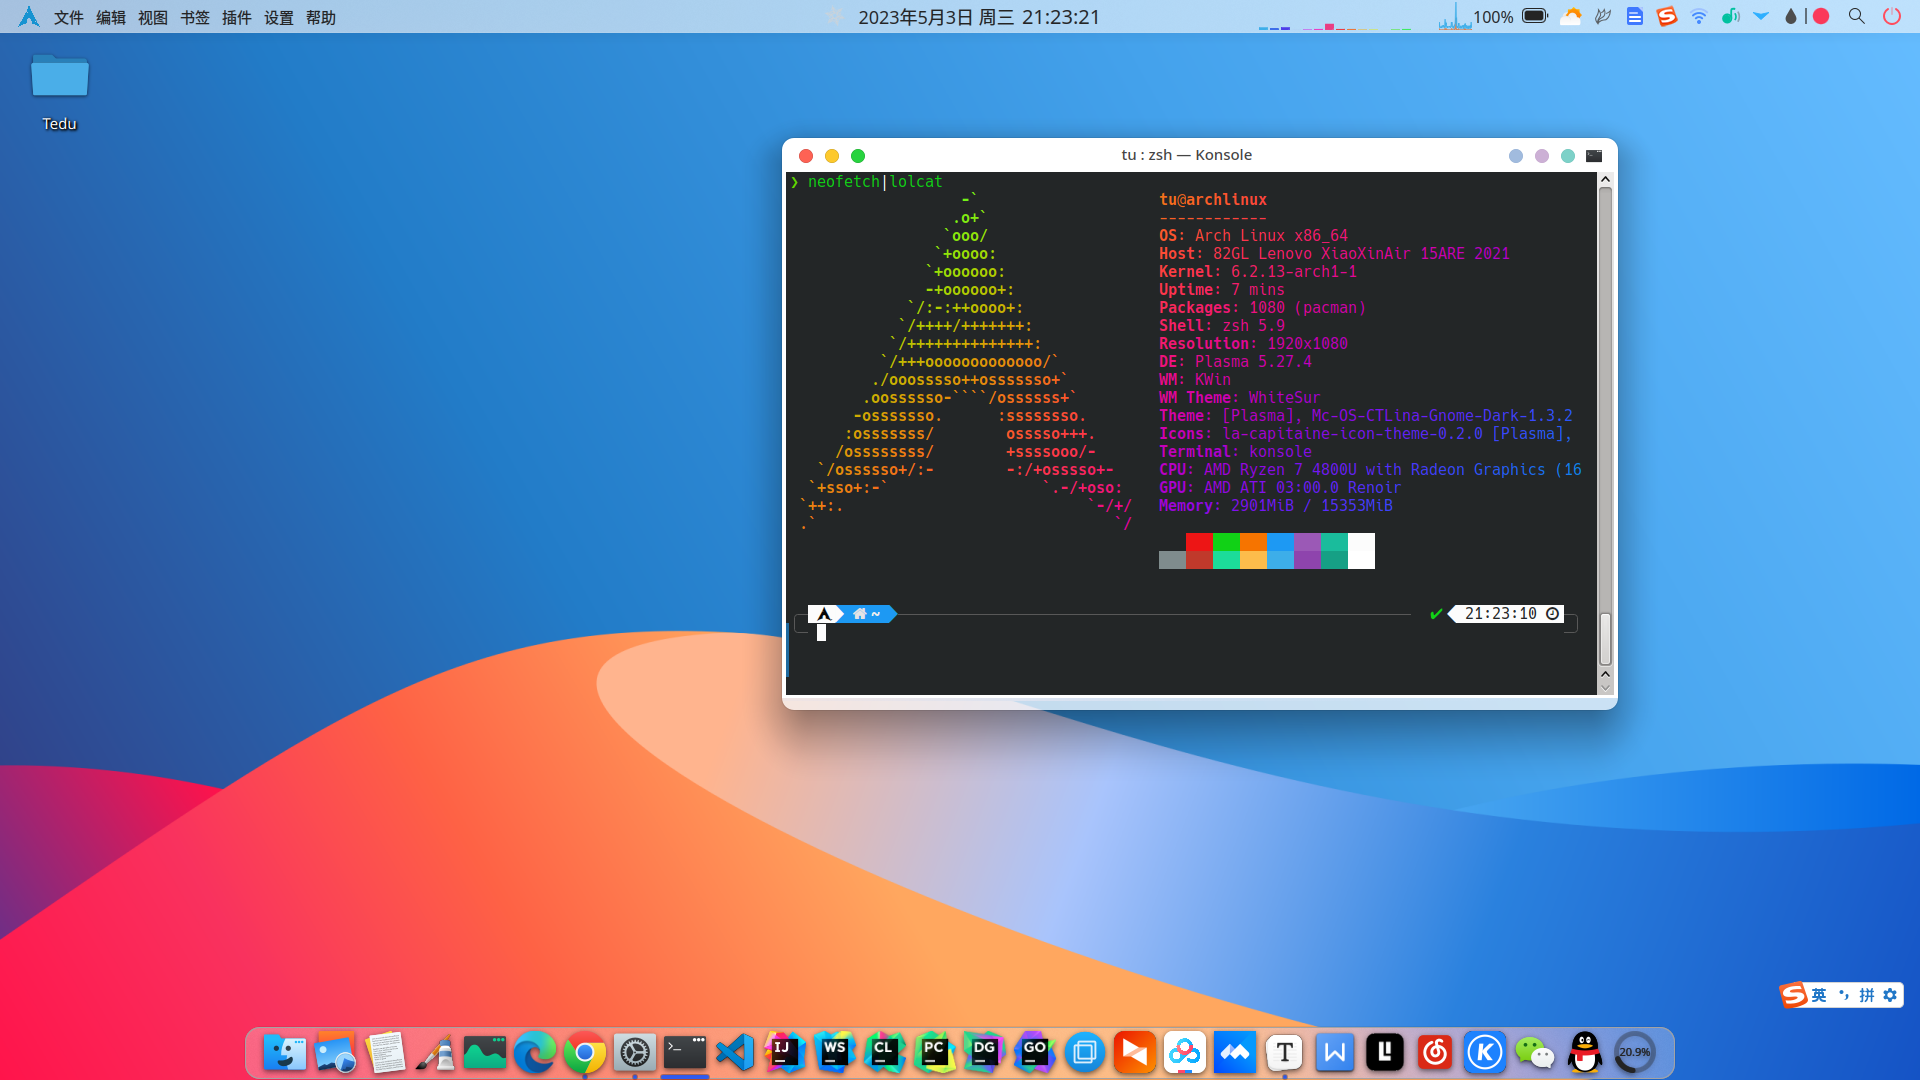 文件 编辑 视图 书签 插件 设置 帮助
2023年5月3日 周三 21:23:21
100%
Tedu
tu : zsh — Konsole
❯ neofetch|lolcat
-`
.o+`
`ooo/
`+oooo:
`+oooooo:
-+oooooo+:
`/:-:++oooo+:
`/++++/+++++++:
`/++++++++++++++:
`/+++ooooooooooooo/`
./ooosssso++osssssso+`
.oossssso-````/ossssss+`
-osssssso.      :ssssssso.
:osssssss/        osssso+++.
/ossssssss/        +ssssooo/-
`/ossssso+/:-        -:/+osssso+-
`+sso+:-`                 `.-/+oso:
`++:.                           `-/+/
.`                                 `/
tu@archlinux
------------
OS: Arch Linux x86_64
Host: 82GL Lenovo XiaoXinAir 15ARE 2021
Kernel: 6.2.13-arch1-1
Uptime: 7 mins
Packages: 1080 (pacman)
Shell: zsh 5.9
Resolution: 1920x1080
DE: Plasma 5.27.4
WM: KWin
WM Theme: WhiteSur
Theme: [Plasma], Mc-OS-CTLina-Gnome-Dark-1.3.2
Icons: la-capitaine-icon-theme-0.2.0 [Plasma],
Terminal: konsole
CPU: AMD Ryzen 7 4800U with Radeon Graphics (16
GPU: AMD ATI 03:00.0 Renoir
Memory: 2901MiB / 15353MiB
~
✔ 21:23:10
S 英 •, 拼
>_ IJ WS CL PC DG GO T W L K 20.9%